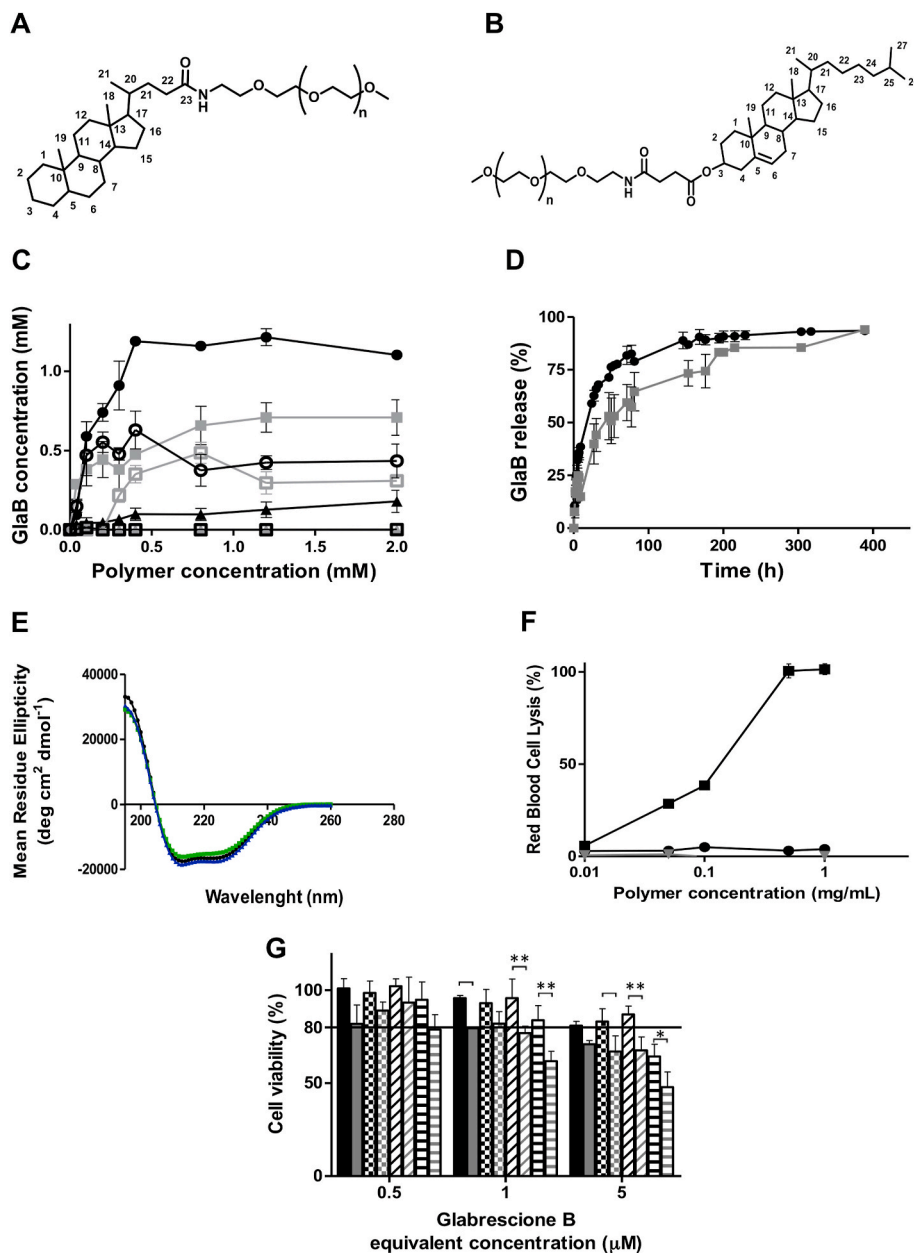 A
B
21
20
22
O
23
N
H
O
O
O
n
18
21
12
17
19
11
13
16
1
9
14
15
2
10
8
3
5
7
4
6
21
20
22
24
27
18
21
23
25
2
12
17
19
11
13
16
1
9
14
15
2
10
8
O
O
O
n
N
H
O
O
O
3
4
5
6
7
C
GlaB concentration (mM)
1.0
0.5
0.0
0.0
0.5
1.0
1.5
2.0
Polymer concentration (mM)
D
GlaB release (%)
100
75
50
25
0
0
100
200
300
400
Time (h)
E
Mean Residue Ellipticity
(deg cm² dmol⁻¹)
40000
20000
0
-20000
200
220
240
260
280
Wavelenght (nm)
F
Red Blood Cell Lysis (%)
100
50
0
0.01
0.1
1
Polymer concentration (mg/mL)
G
Cell viability (%)
100
80
50
0
**
**
**
*
0.5
1
5
Glabrescione B
equivalent concentration (μM)